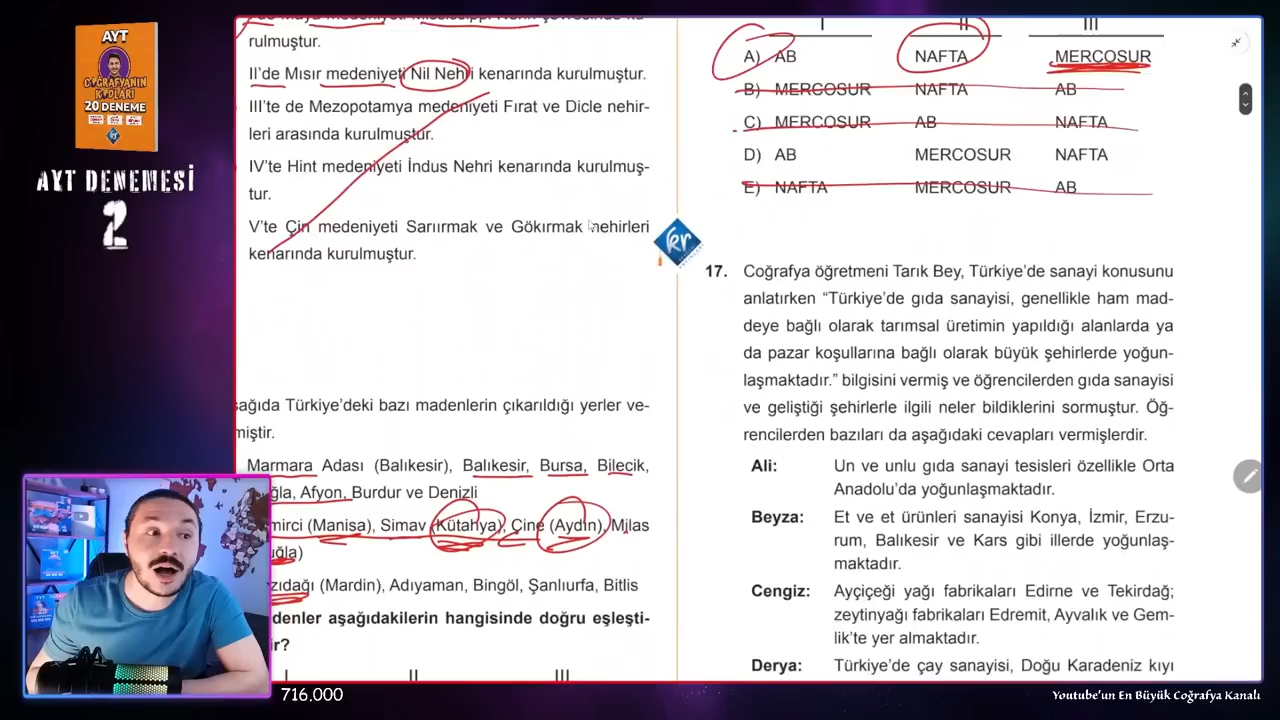 AYT
COĞRAFYANIN
KODLARI
20 DENEME
AYT DENEMESİ
2
I'de Maya medeniyeti Mississippi Nehri çevresinde ku-
rulmuştur.
II'de Mısır medeniyeti Nil Nehri kenarında kurulmuştur.
III'te de Mezopotamya medeniyeti Fırat ve Dicle nehir-
leri arasında kurulmuştur.
IV'te Hint medeniyeti İndus Nehri kenarında kurulmuş-
tur.
V'te Çin medeniyeti Sarıırmak ve Gökırmak nehirleri
kenarında kurulmuştur.
şağıda Türkiye'deki bazı madenlerin çıkarıldığı yerler ve-
miştir.
Marmara Adası (Balıkesir), Balıkesir, Bursa, Bilecik,
ğla, Afyon, Burdur ve Denizli
mirci (Manisa), Simav (Kütahya), Çine (Aydın), Milas
uğla)
zıdağı (Mardin), Adıyaman, Bingöl, Şanlıurfa, Bitlis
denler aşağıdakilerin hangisinde doğru eşleşti-
ir?
I II III
I II III
A) AB NAFTA MERCOSUR
B) MERCOSUR NAFTA AB
C) MERCOSUR AB NAFTA
D) AB MERCOSUR NAFTA
E) NAFTA MERCOSUR AB
kr
17. Coğrafya öğretmeni Tarık Bey, Türkiye'de sanayi konusunu
anlatırken “Türkiye'de gıda sanayisi, genellikle ham mad-
deye bağlı olarak tarımsal üretimin yapıldığı alanlarda ya
da pazar koşullarına bağlı olarak büyük şehirlerde yoğun-
laşmaktadır.” bilgisini vermiş ve öğrencilerden gıda sanayisi
ve geliştiği şehirlerle ilgili neler bildiklerini sormuştur. Öğ-
rencilerden bazıları da aşağıdaki cevapları vermişlerdir.
Ali: Un ve unlu gıda sanayi tesisleri özellikle Orta
Anadolu'da yoğunlaşmaktadır.
Beyza: Et ve et ürünleri sanayisi Konya, İzmir, Erzu-
rum, Balıkesir ve Kars gibi illerde yoğunlaş-
maktadır.
Cengiz: Ayçiçeği yağı fabrikaları Edirne ve Tekirdağ;
zeytinyağı fabrikaları Edremit, Ayvalık ve Gem-
lik'te yer almaktadır.
Derya: Türkiye'de çay sanayisi, Doğu Karadeniz kıyı
716.000
Youtube'un En Büyük Coğrafya Kanalı